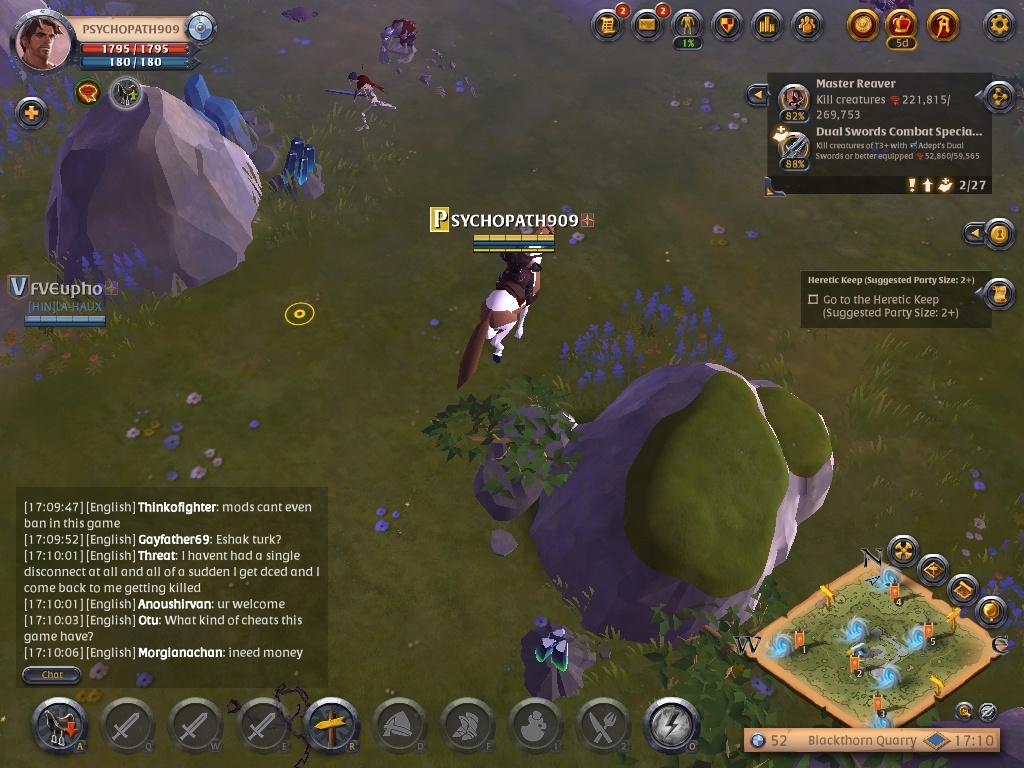 PSYCHOPATH909
1795 / 1795
180 / 180
2
2
1%
5d
Master Reaver
Kill creatures 221,815/
269,753
82%
Dual Swords Combat Specia...
Kill creatures of T3+ with Adept's Dual
Swords or better equipped 52,860/59,565
88%
2/27
PSYCHOPATH909
VFVEupho
[HIN]LA-HAUX
Heretic Keep (Suggested Party Size: 2+)
Go to the Heretic Keep
(Suggested Party Size: 2+)
[17:09:47] [English] Thinkofighter: mods cant even
ban in this game
[17:09:52] [English] Gayfather69: Eshak turk?
[17:10:01] [English] Threat: I havent had a single
disconnect at all and all of a sudden I get dced and I
come back to me getting killed
[17:10:01] [English] Anoushirvan: ur welcome
[17:10:03] [English] Otu: What kind of cheats this
game have?
[17:10:06] [English] Morgianachan: ineed money
Chat
N
W
E
4
1
5
2
3
A
Q
W
E
R
D
F
1
2
O
52 Blackthorn Quarry 17:10